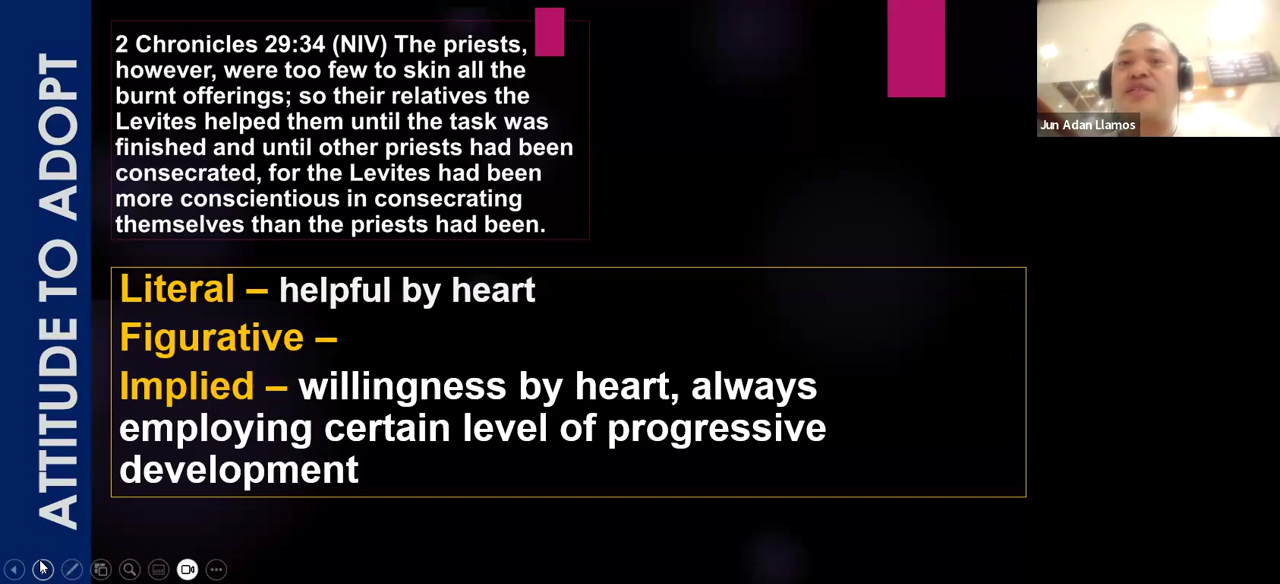 ATTITUDE TO ADOPT
2 Chronicles 29:34 (NIV) The priests,
however, were too few to skin all the
burnt offerings; so their relatives the
Levites helped them until the task was
finished and until other priests had been
consecrated, for the Levites had been
more conscientious in consecrating
themselves than the priests had been.
Literal – helpful by heart
Figurative –
Implied – willingness by heart, always
employing certain level of progressive
development
Jun Adan Llamos